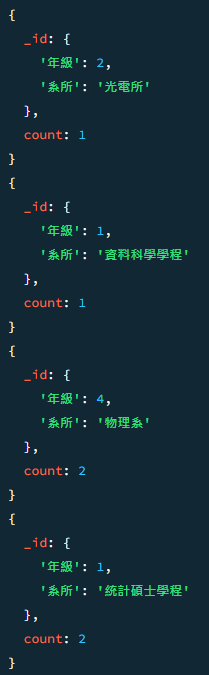 {
  _id: {
    '年級': 2,
    '系所': '光電所'
  },
  count: 1
}
{
  _id: {
    '年級': 1,
    '系所': '資料科學學程'
  },
  count: 1
}
{
  _id: {
    '年級': 4,
    '系所': '物理系'
  },
  count: 2
}
{
  _id: {
    '年級': 1,
    '系所': '統計碩士學程'
  },
  count: 2
}